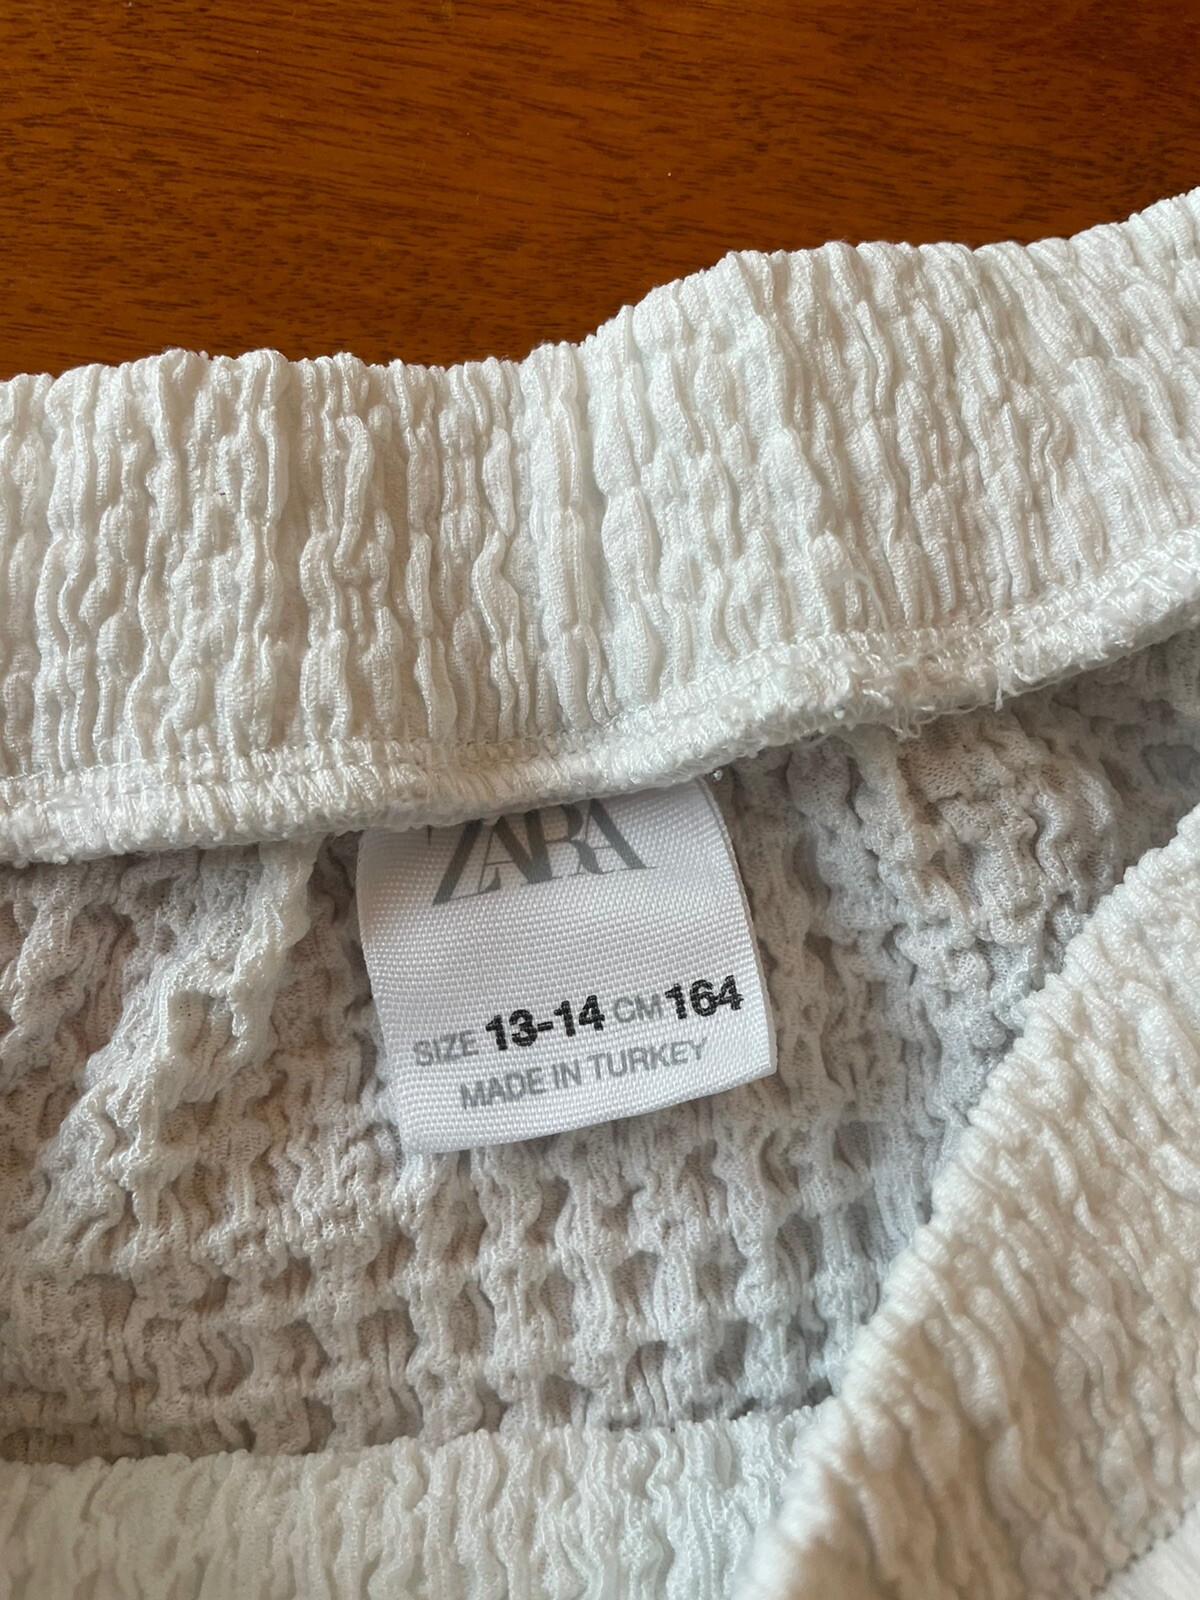 ZARA
SIZE 13-14 CM 164
MADE IN TURKEY